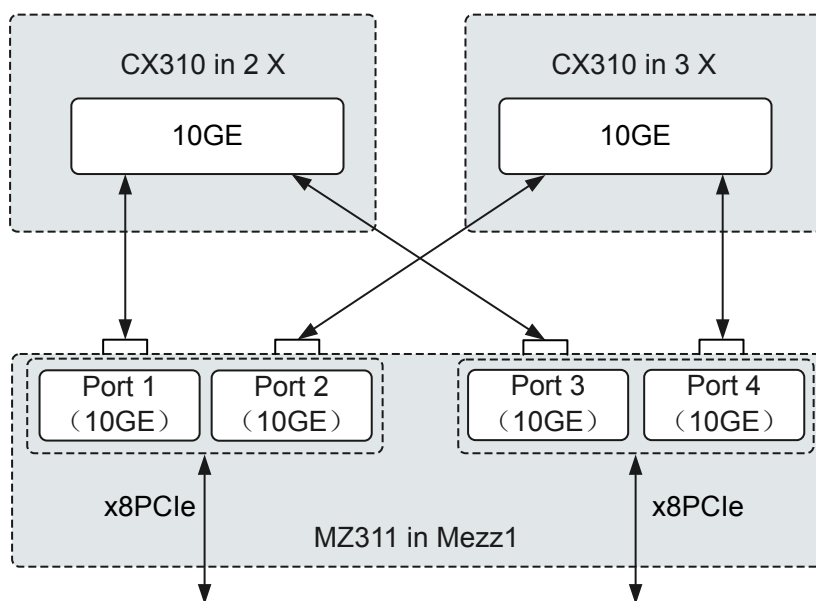 CX310 in 2 X
CX310 in 3 X
10GE
10GE
Port 1
（10GE）
Port 2
（10GE）
Port 3
（10GE）
Port 4
（10GE）
x8PCIe
x8PCIe
MZ311 in Mezz1